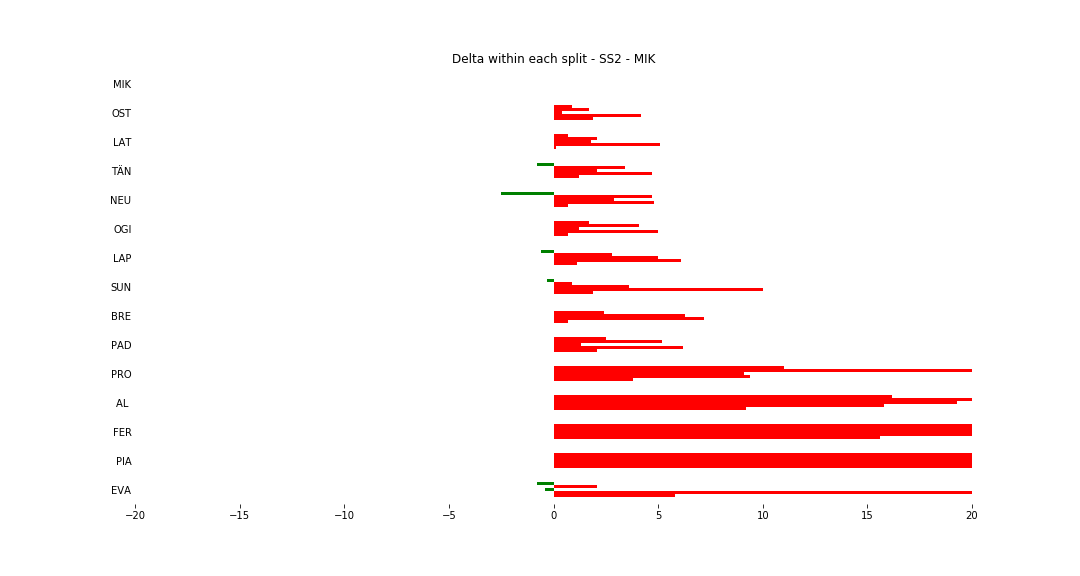 Delta within each split - SS2 - MIK
MIK
OST
LAT
TÄN
NEU
OGI
LAP
SUN
BRE
PAD
PRO
AL
FER
PIA
EVA
−20 −15 −10 −5 0 5 10 15 20